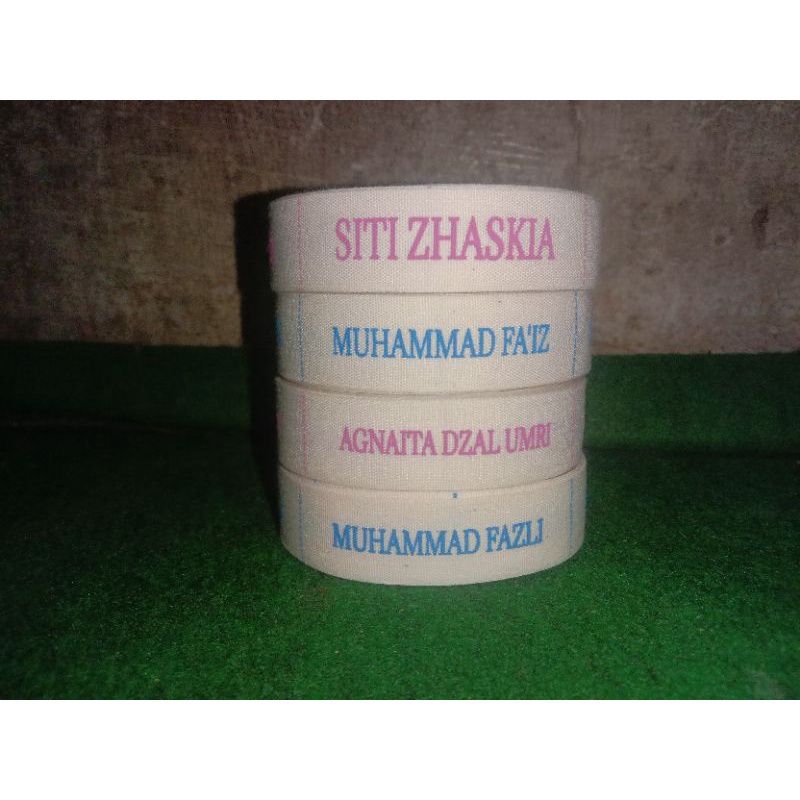 SITI ZHASKIA
MUHAMMAD FA'IZ
AGNAITA DZAL UMRI
MUHAMMAD FAZLI